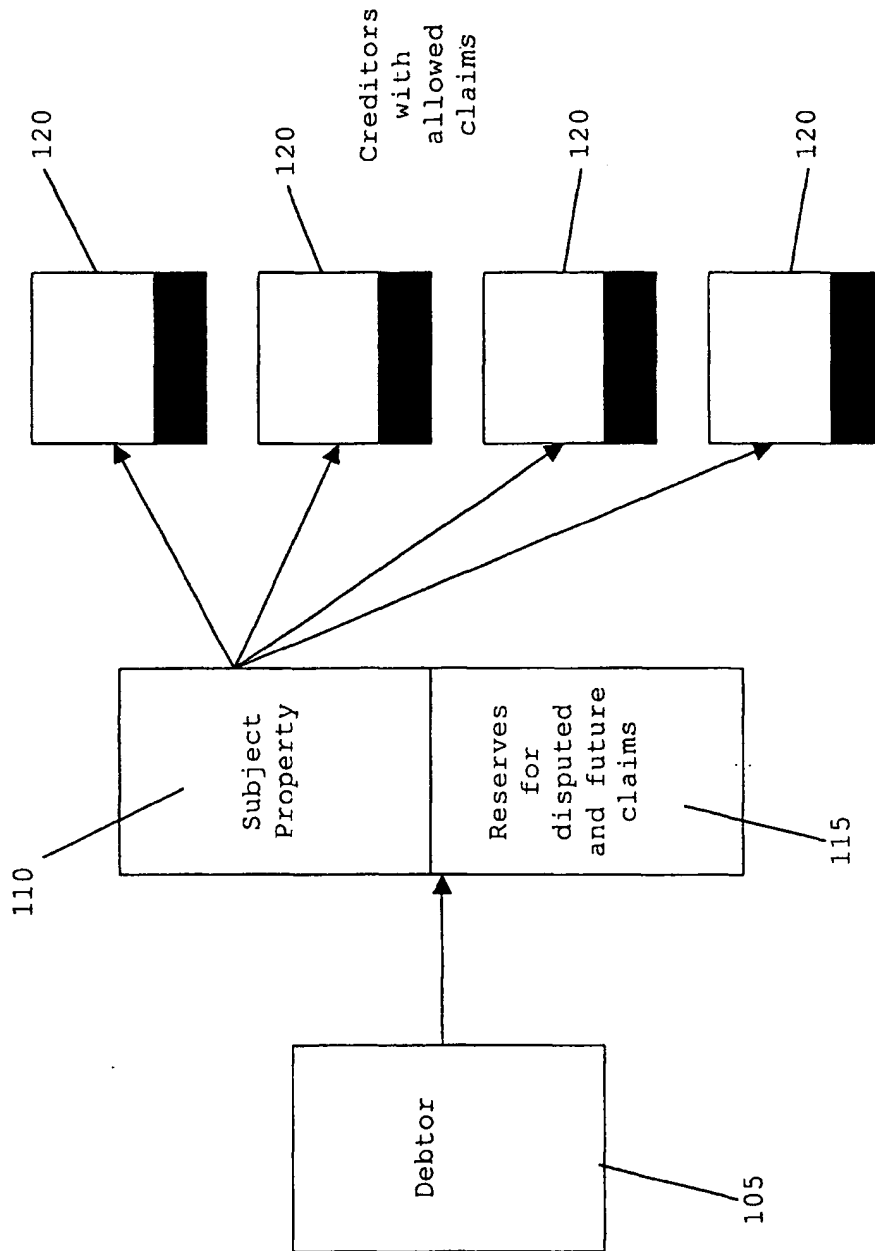 120
120
Creditors
with
allowed
claims
120
120
110
Subject
Property
Reserves
for
disputed
and future
claims
115
Debtor
105